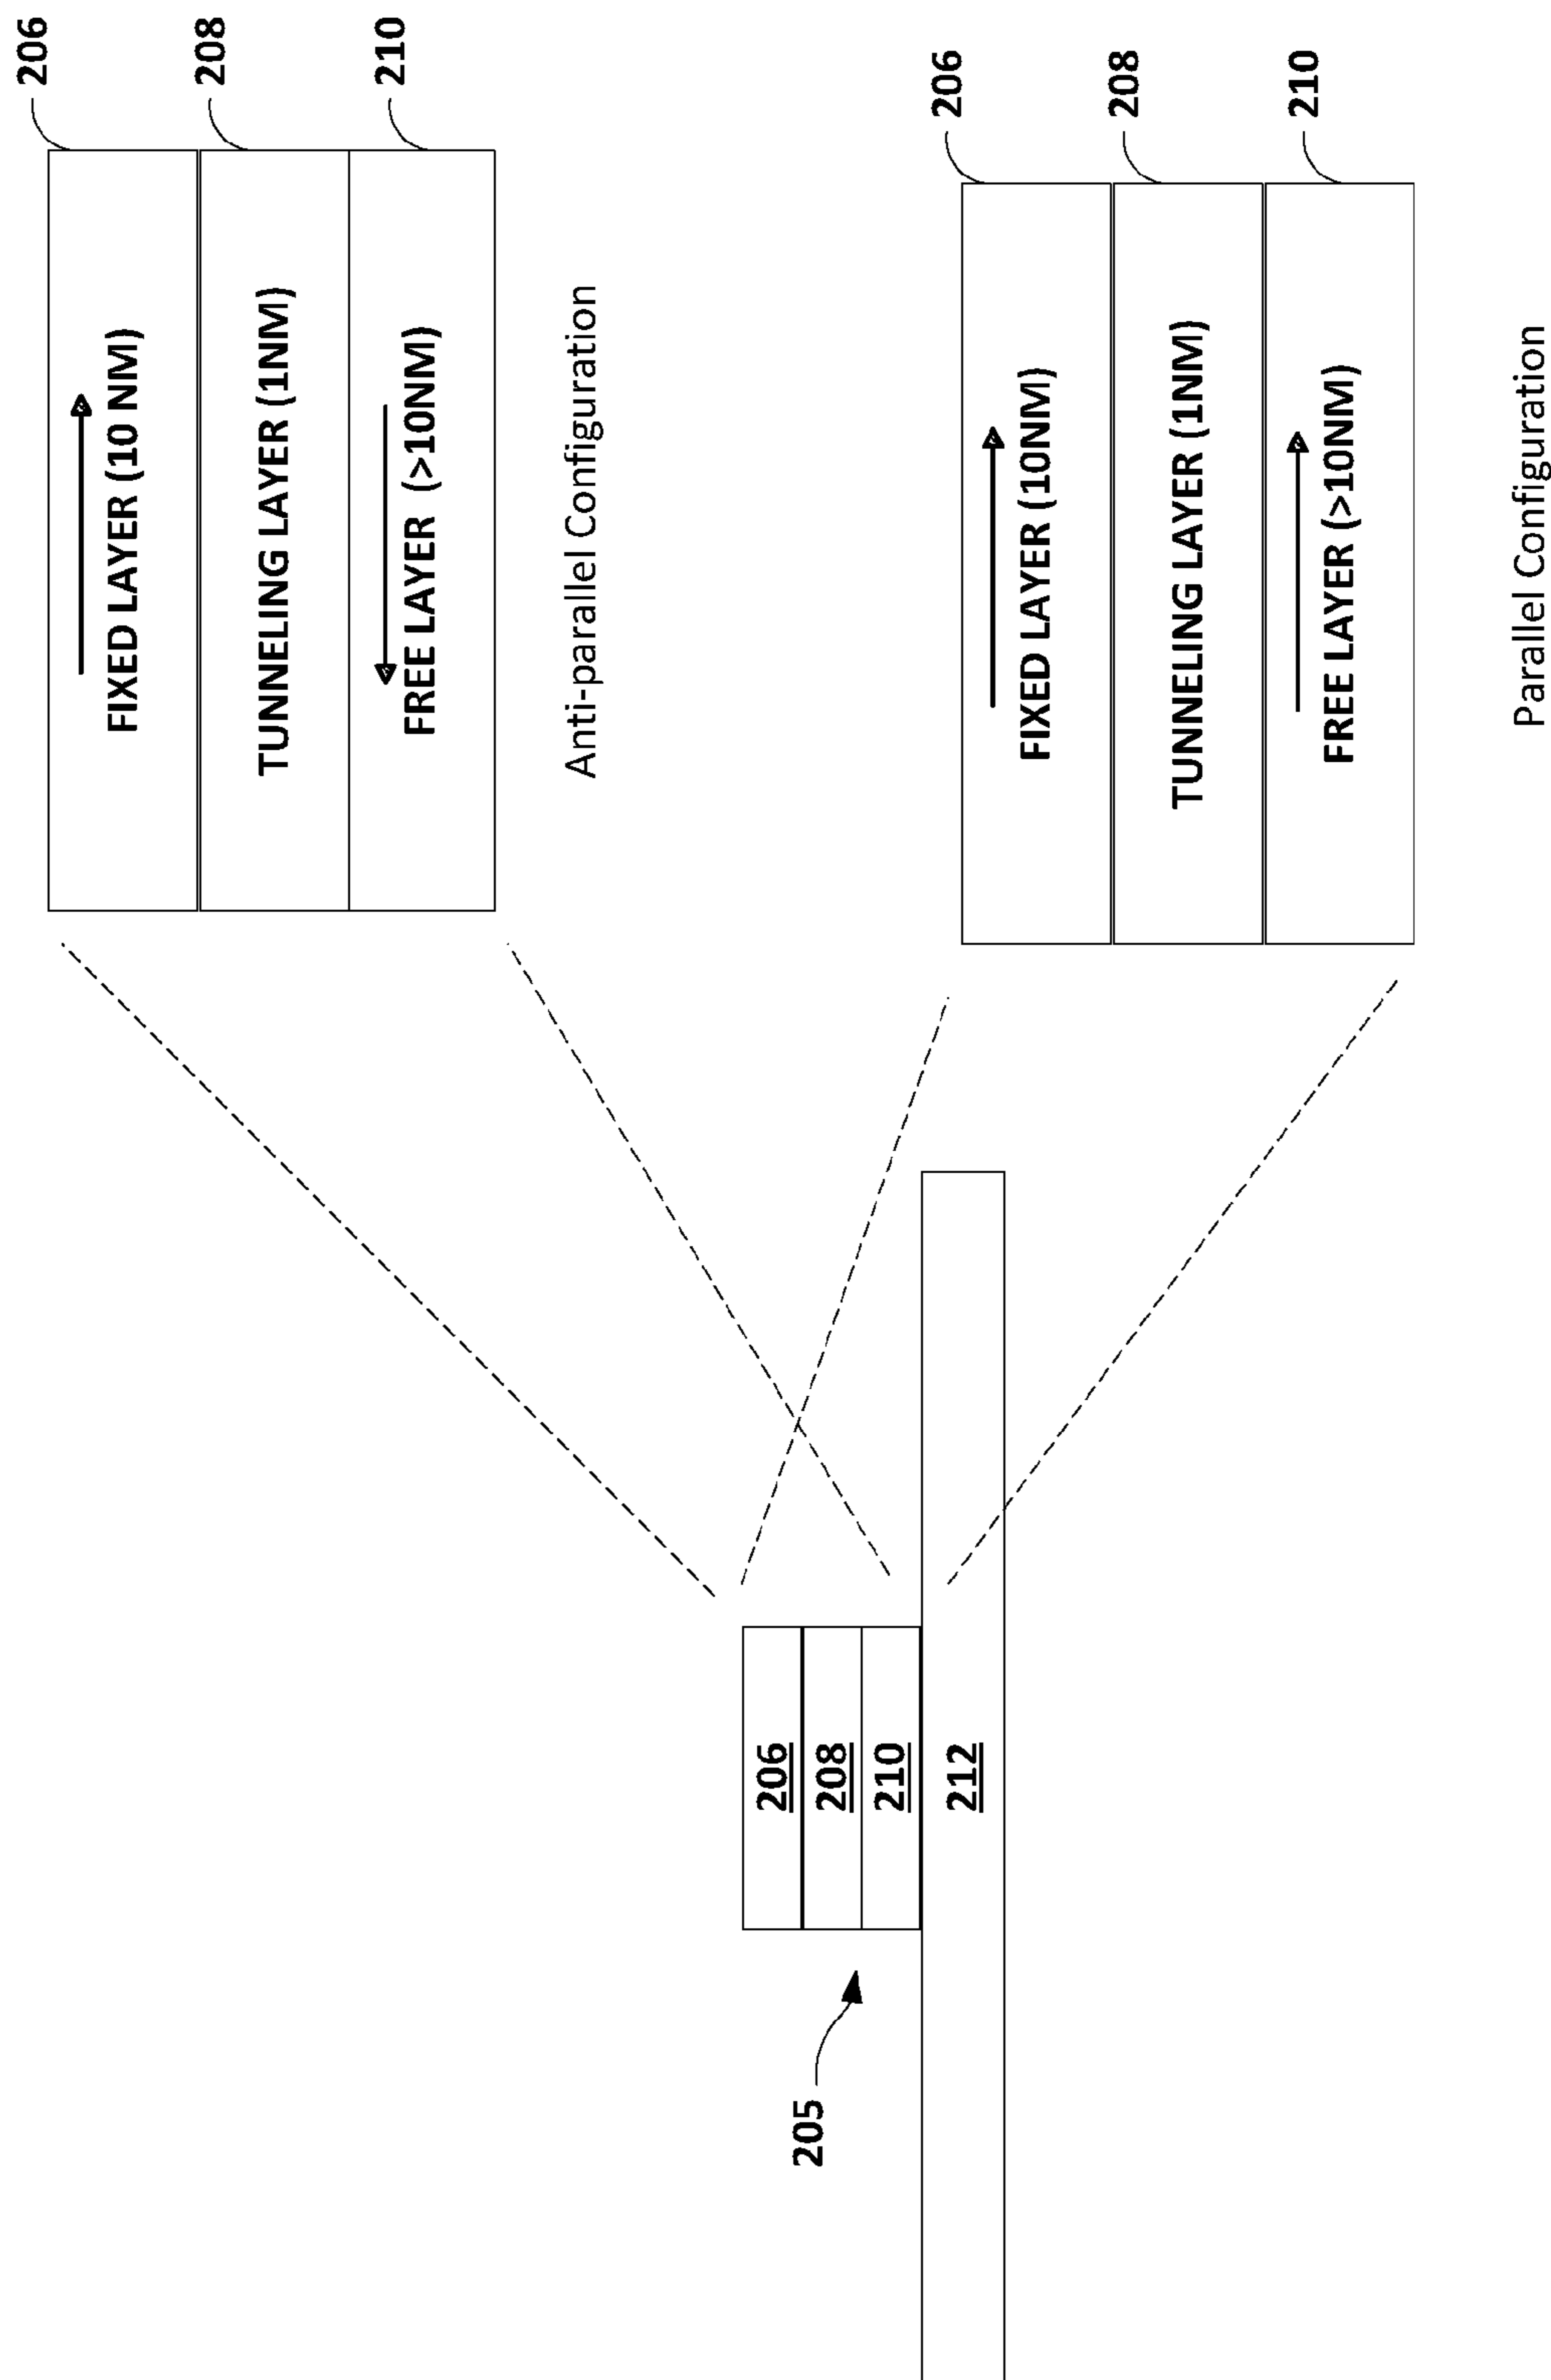 206
FIXED LAYER (10 NM)
208
TUNNELING LAYER (1NM)
210
FREE LAYER (>10NM)
Anti-parallel Configuration
205
206
208
210
212
206
FIXED LAYER (10NM)
208
TUNNELING LAYER (1NM)
210
FREE LAYER (>10NM)
Parallel Configuration